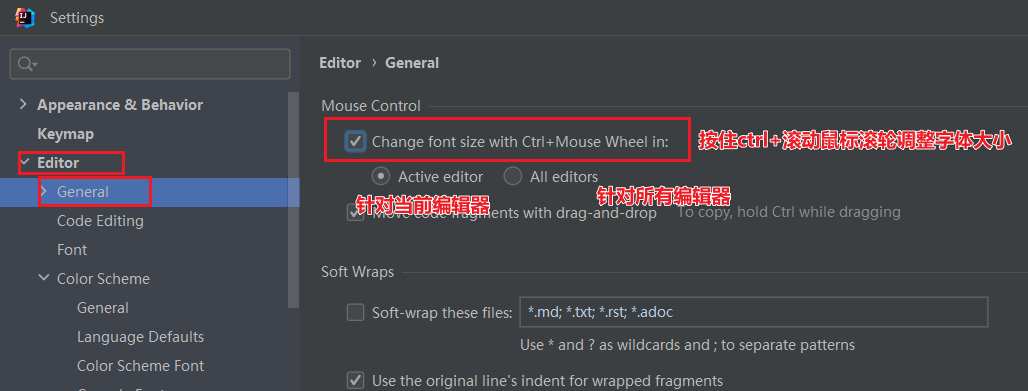 Settings
Editor › General
Appearance & Behavior
Keymap
Editor
General
Code Editing
Font
Color Scheme
General
Language Defaults
Color Scheme Font
Mouse Control
Change font size with Ctrl+Mouse Wheel in:
按住ctrl+滚动鼠标滚轮调整字体大小
Active editor
All editors
针对当前编辑器
针对所有编辑器
Move code fragments with drag-and-drop
To copy, hold Ctrl while dragging
Soft Wraps
Soft-wrap these files:
*.md; *.txt; *.rst; *.adoc
Use * and ? as wildcards and ; to separate patterns
Use the original line's indent for wrapped fragments